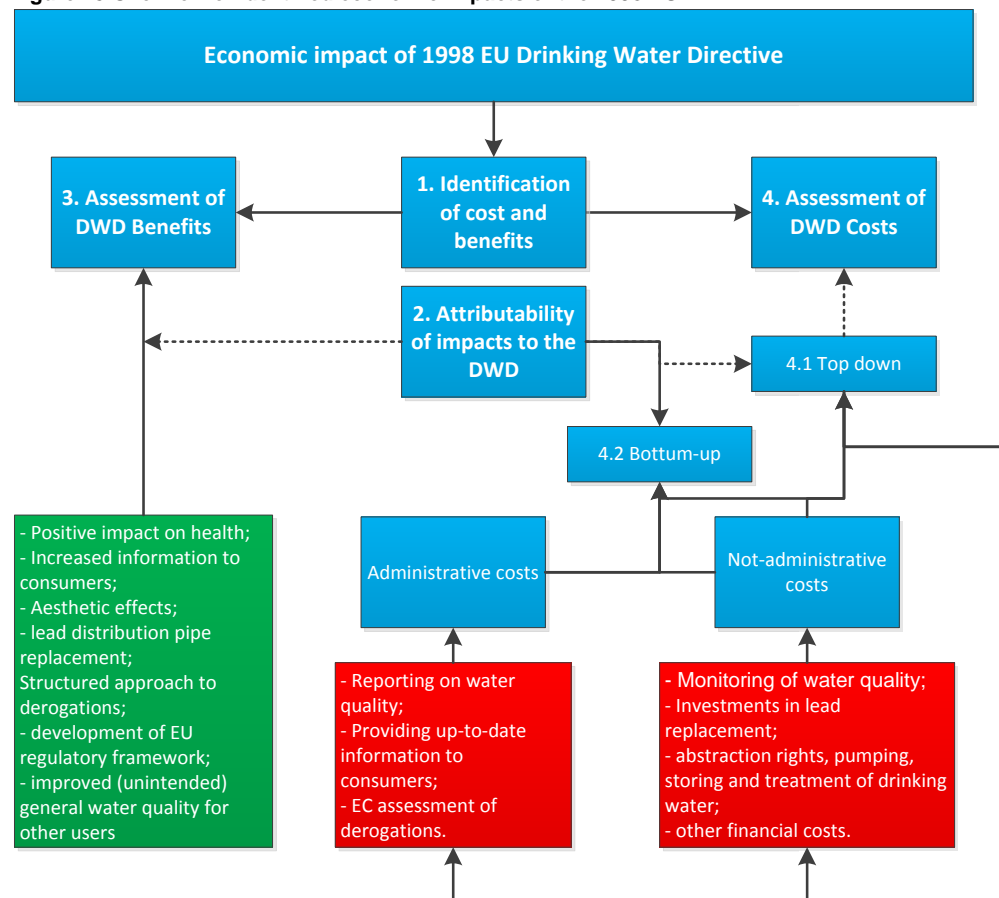 Economic impact of 1998 EU Drinking Water Directive
3. Assessment of
DWD Benefits
1. Identification
of cost and
benefits
4. Assessment of
DWD Costs
2. Attributability
of impacts to the
DWD
4.1 Top down
4.2 Bottum-up
- Positive impact on health;
- Increased information to
consumers;
- Aesthetic effects;
- lead distribution pipe
replacement;
Structured approach to
derogations;
- development of EU
regulatory framework;
- improved (unintended)
general water quality for
other users
Administrative costs
Not-administrative
costs
- Reporting on water
quality;
- Providing up-to-date
information to
consumers;
- EC assessment of
derogations.
- Monitoring of water quality;
- Investments in lead
replacement;
- abstraction rights, pumping,
storing and treatment of drinking
water;
- other financial costs.